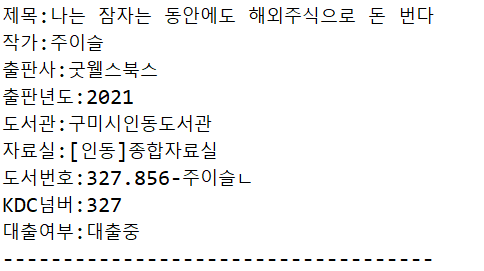 제목:나는 잠자는 동안에도 해외주식으로 돈 번다
작가:주이슬
출판사:굿웰스북스
출판년도:2021
도서관:구미시인동도서관
자료실:[인동]종합자료실
도서번호:327.856-주이슬ㄴ
KDC넘버:327
대출여부:대출중
------------------------------------